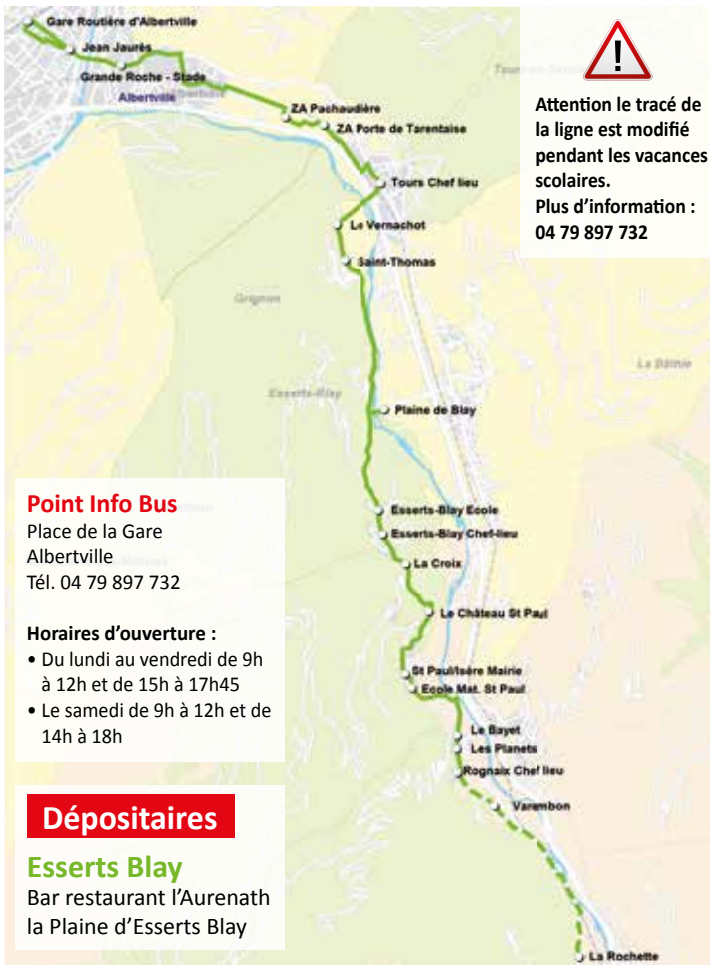 Gare Routière d'Albertville
Jean Jaurès
Grande Roche - Stade
Albertville
Albertville
ZA Pachaudière
ZA Porte de Tarentaise
Tours Chef lieu
Le Vernachot
Saint-Thomas
Grignon
La Bâthie
Esserts-Blay
Plaine de Blay
Esserts-Blay Ecole
Esserts-Blay Chef-lieu
La Croix
Le Château St Paul
St Paul/Isère Mairie
Ecole Mat. St Paul
Le Bayet
Les Planets
Rognaix Chef lieu
Varembon
La Rochette
Attention le tracé de
la ligne est modifié
pendant les vacances
scolaires.
Plus d'information :
04 79 897 732
Point Info Bus
Place de la Gare
Albertville
Tél. 04 79 897 732
Horaires d'ouverture :
• Du lundi au vendredi de 9h
à 12h et de 15h à 17h45
• Le samedi de 9h à 12h et de
14h à 18h
Dépositaires
Esserts Blay
Bar restaurant l'Aurenath
la Plaine d'Esserts Blay